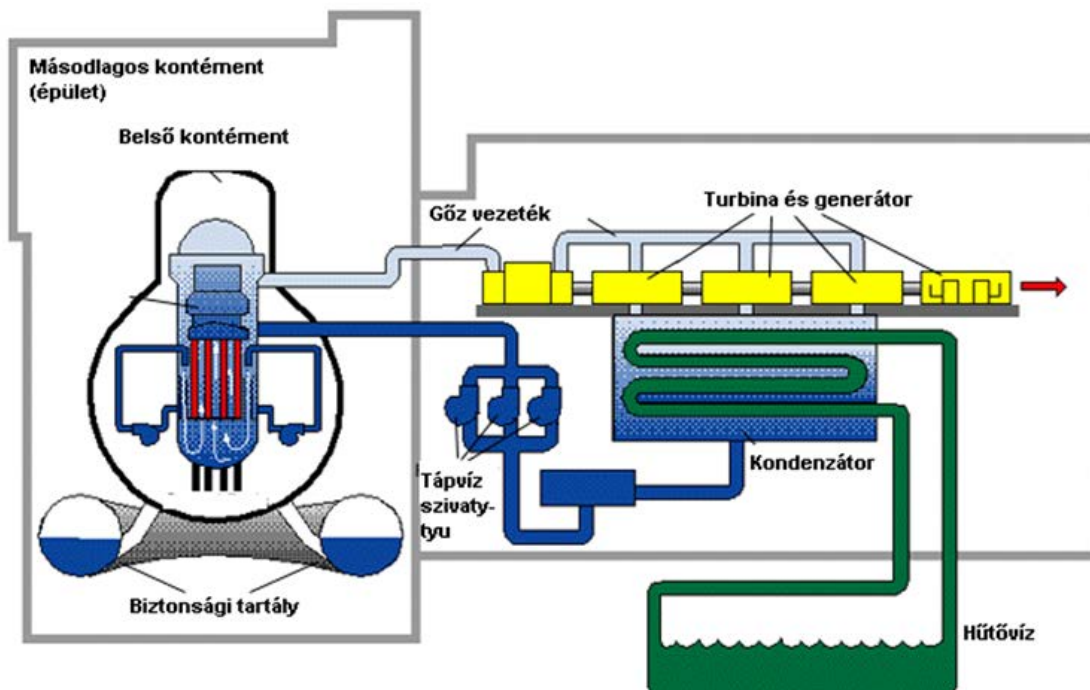 Másodlagos kontément
(épület)
Belső kontément
Gőz vezeték
Turbina és generátor
Tápvíz
szivaty-
tyu
Kondenzátor
Biztonsági tartály
Hűtővíz